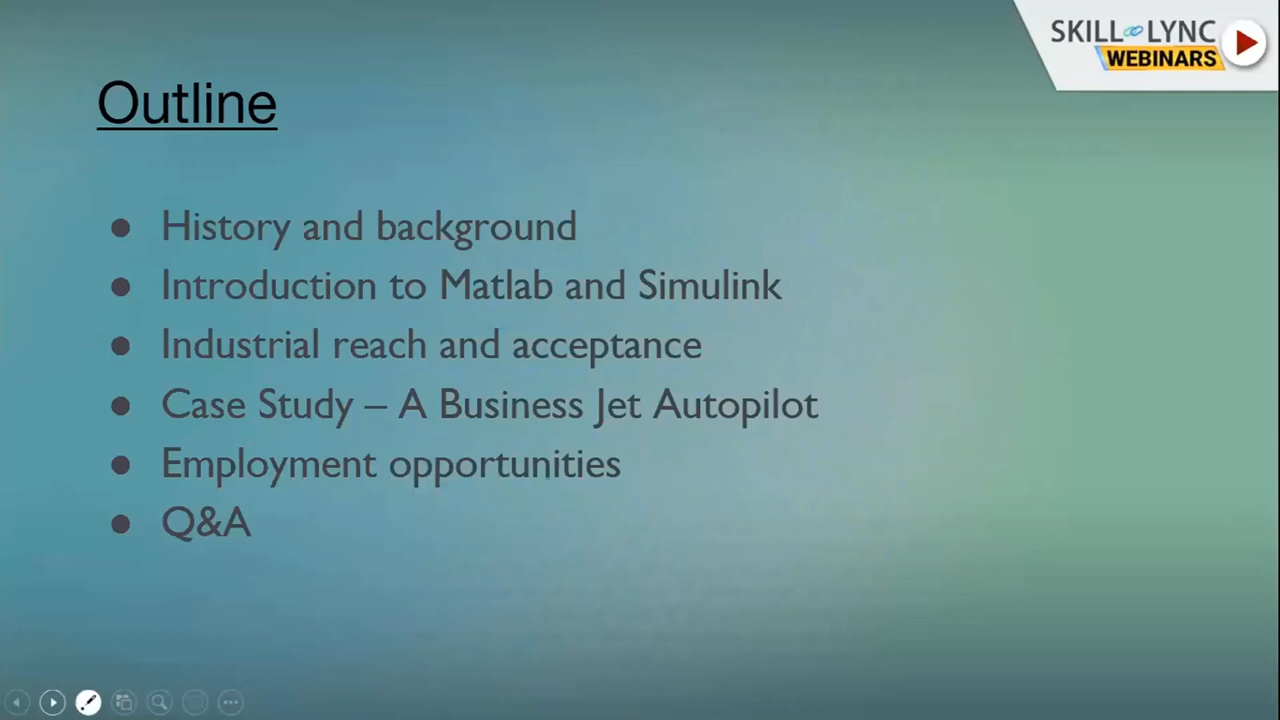 SKILL LYNC
WEBINARS
Outline
● History and background
● Introduction to Matlab and Simulink
● Industrial reach and acceptance
● Case Study – A Business Jet Autopilot
● Employment opportunities
● Q&A